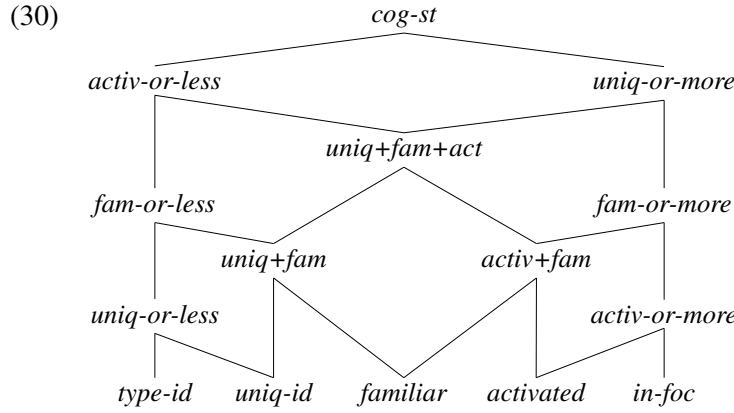 (30)
cog-st
activ-or-less uniq-or-more
uniq+fam+act
fam-or-less fam-or-more
uniq+fam activ+fam
uniq-or-less activ-or-more
type-id uniq-id familiar activated in-foc